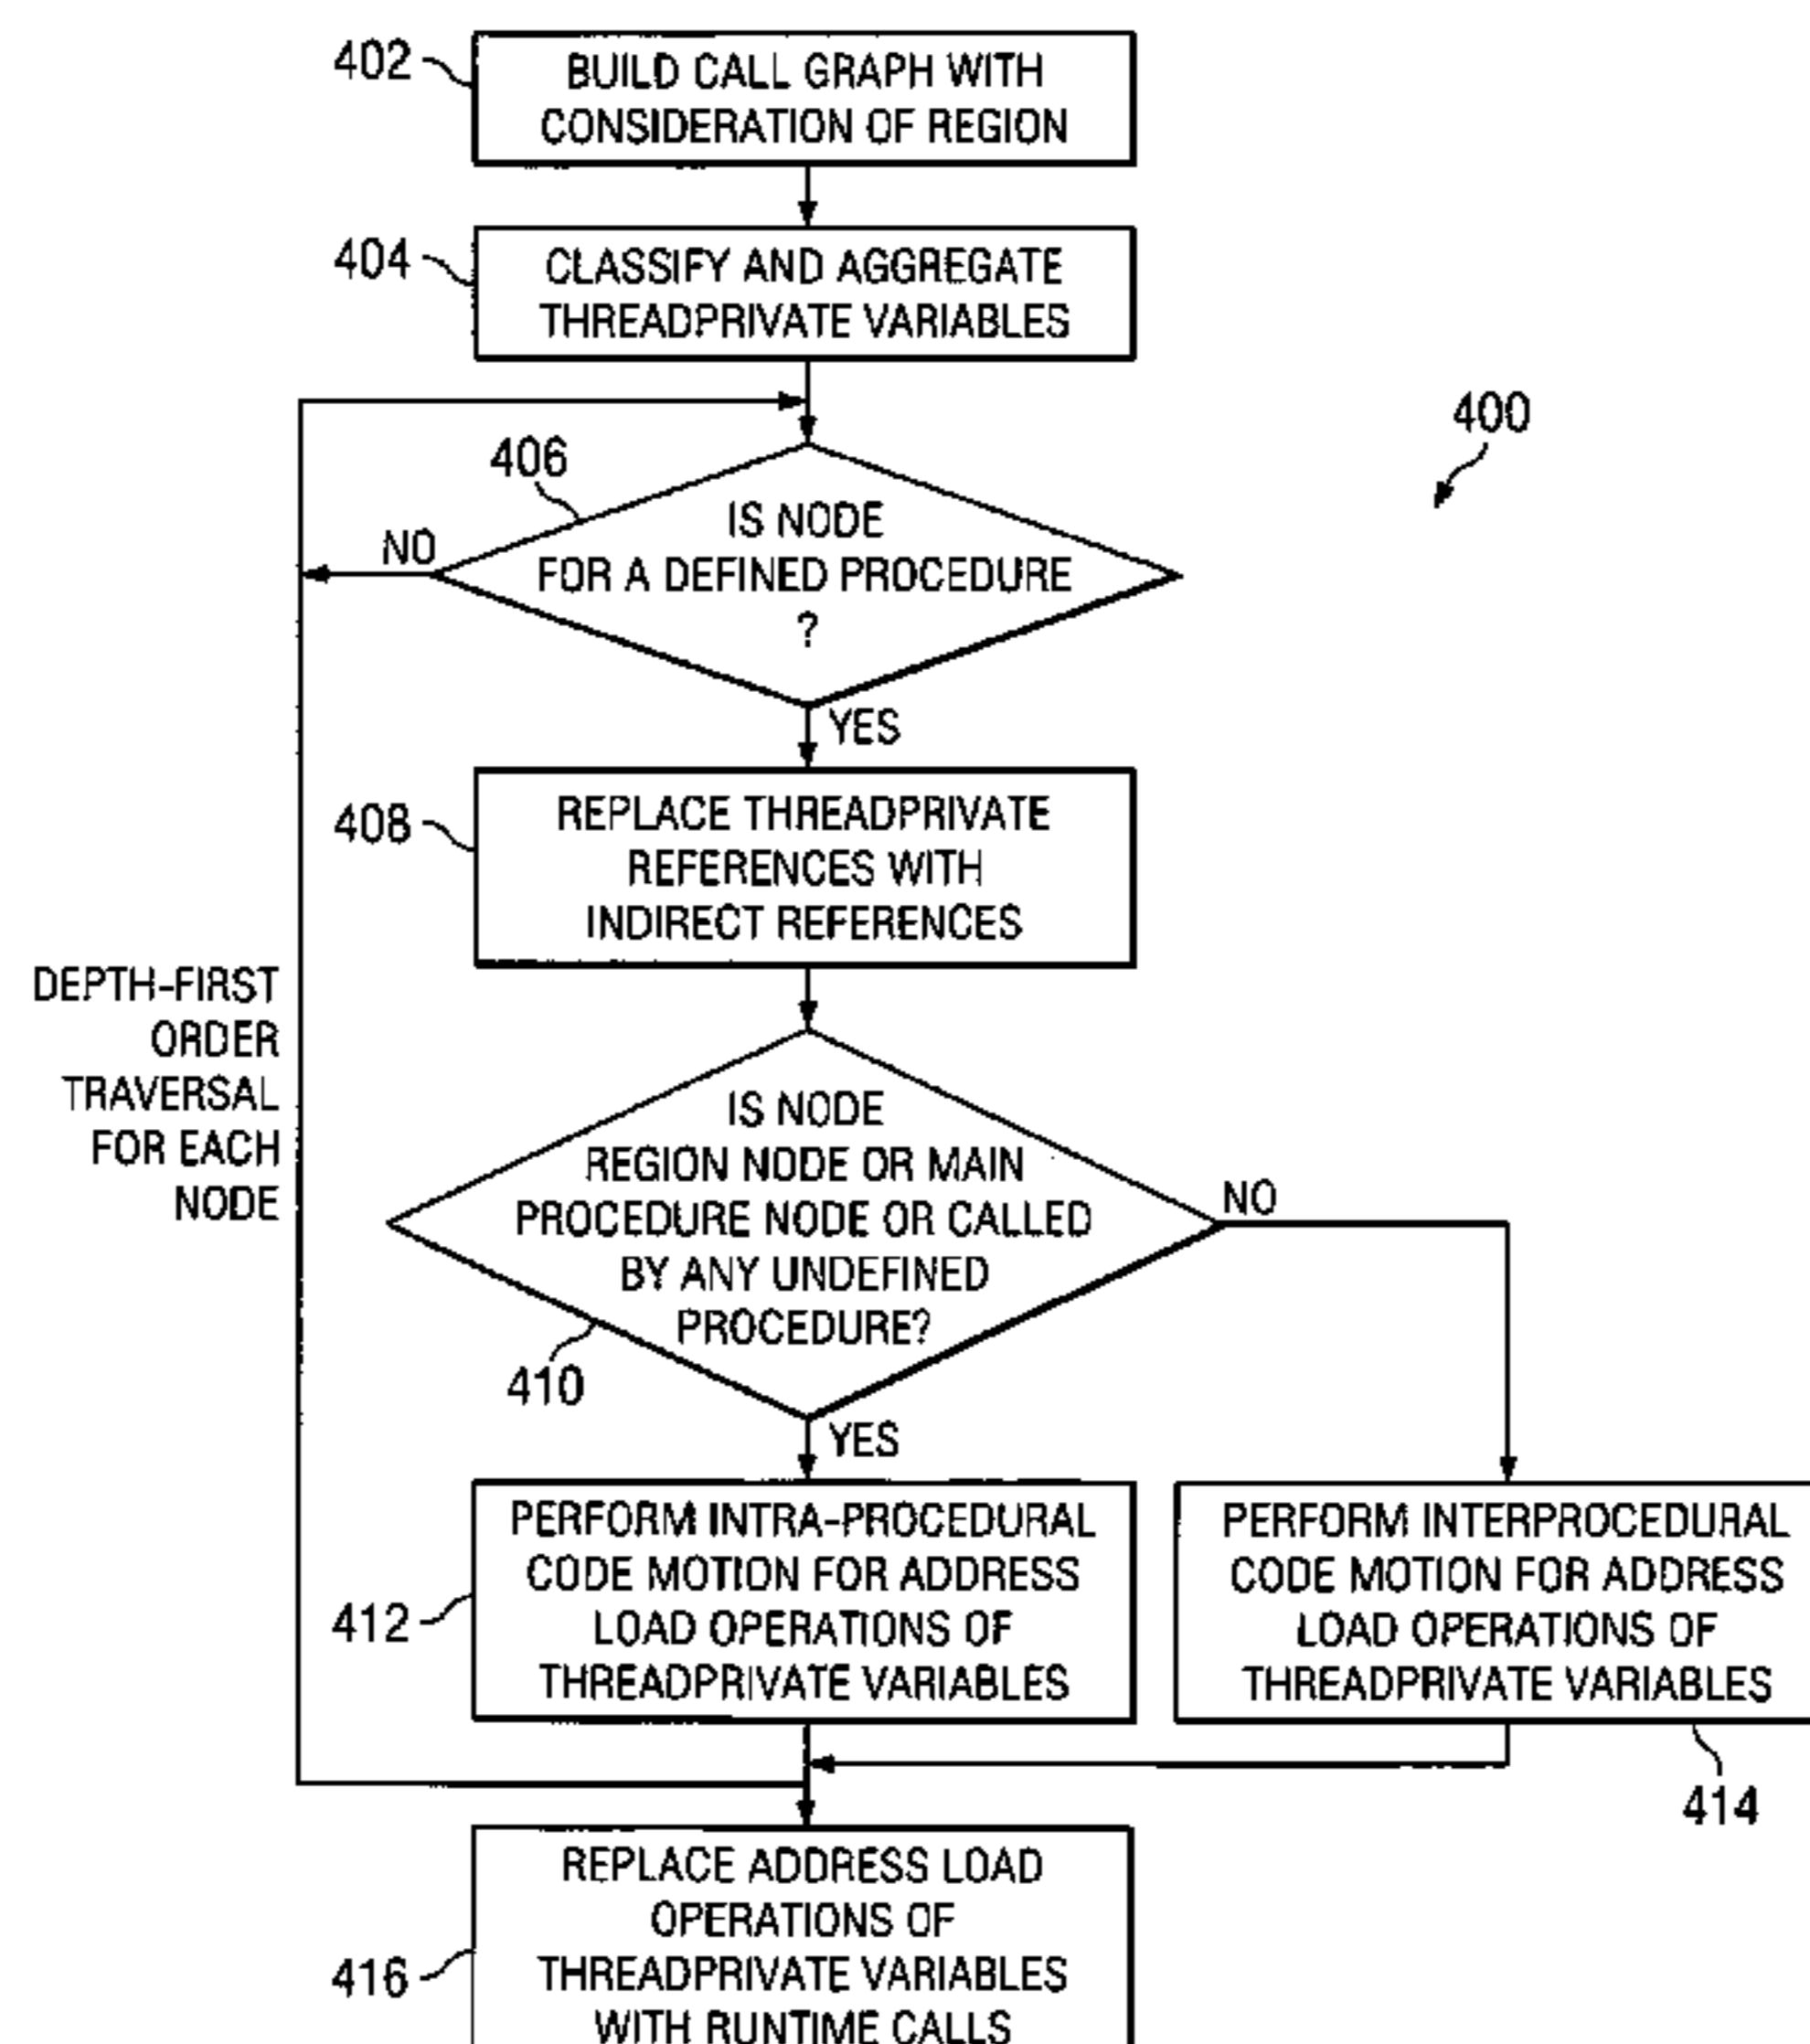 402
BUILD CALL GRAPH WITH
CONSIDERATION OF REGION
404
CLASSIFY AND AGGREGATE
THREADPRIVATE VARIABLES
400
406
IS NODE
FOR A DEFINED PROCEDURE
?
NO
YES
408
REPLACE THREADPRIVATE
REFERENCES WITH
INDIRECT REFERENCES
DEPTH-FIRST
ORDER
TRAVERSAL
FOR EACH
NODE
IS NODE
REGION NODE OR MAIN
PROCEDURE NODE OR CALLED
BY ANY UNDEFINED
PROCEDURE?
NO
410
YES
412
PERFORM INTRA-PROCEDURAL
CODE MOTION FOR ADDRESS
LOAD OPERATIONS OF
THREADPRIVATE VARIABLES
PERFORM INTERPROCEDURAL
CODE MOTION FOR ADDRESS
LOAD OPERATIONS OF
THREADPRIVATE VARIABLES
414
416
REPLACE ADDRESS LOAD
OPERATIONS OF
THREADPRIVATE VARIABLES
WITH RUNTIME CALLS